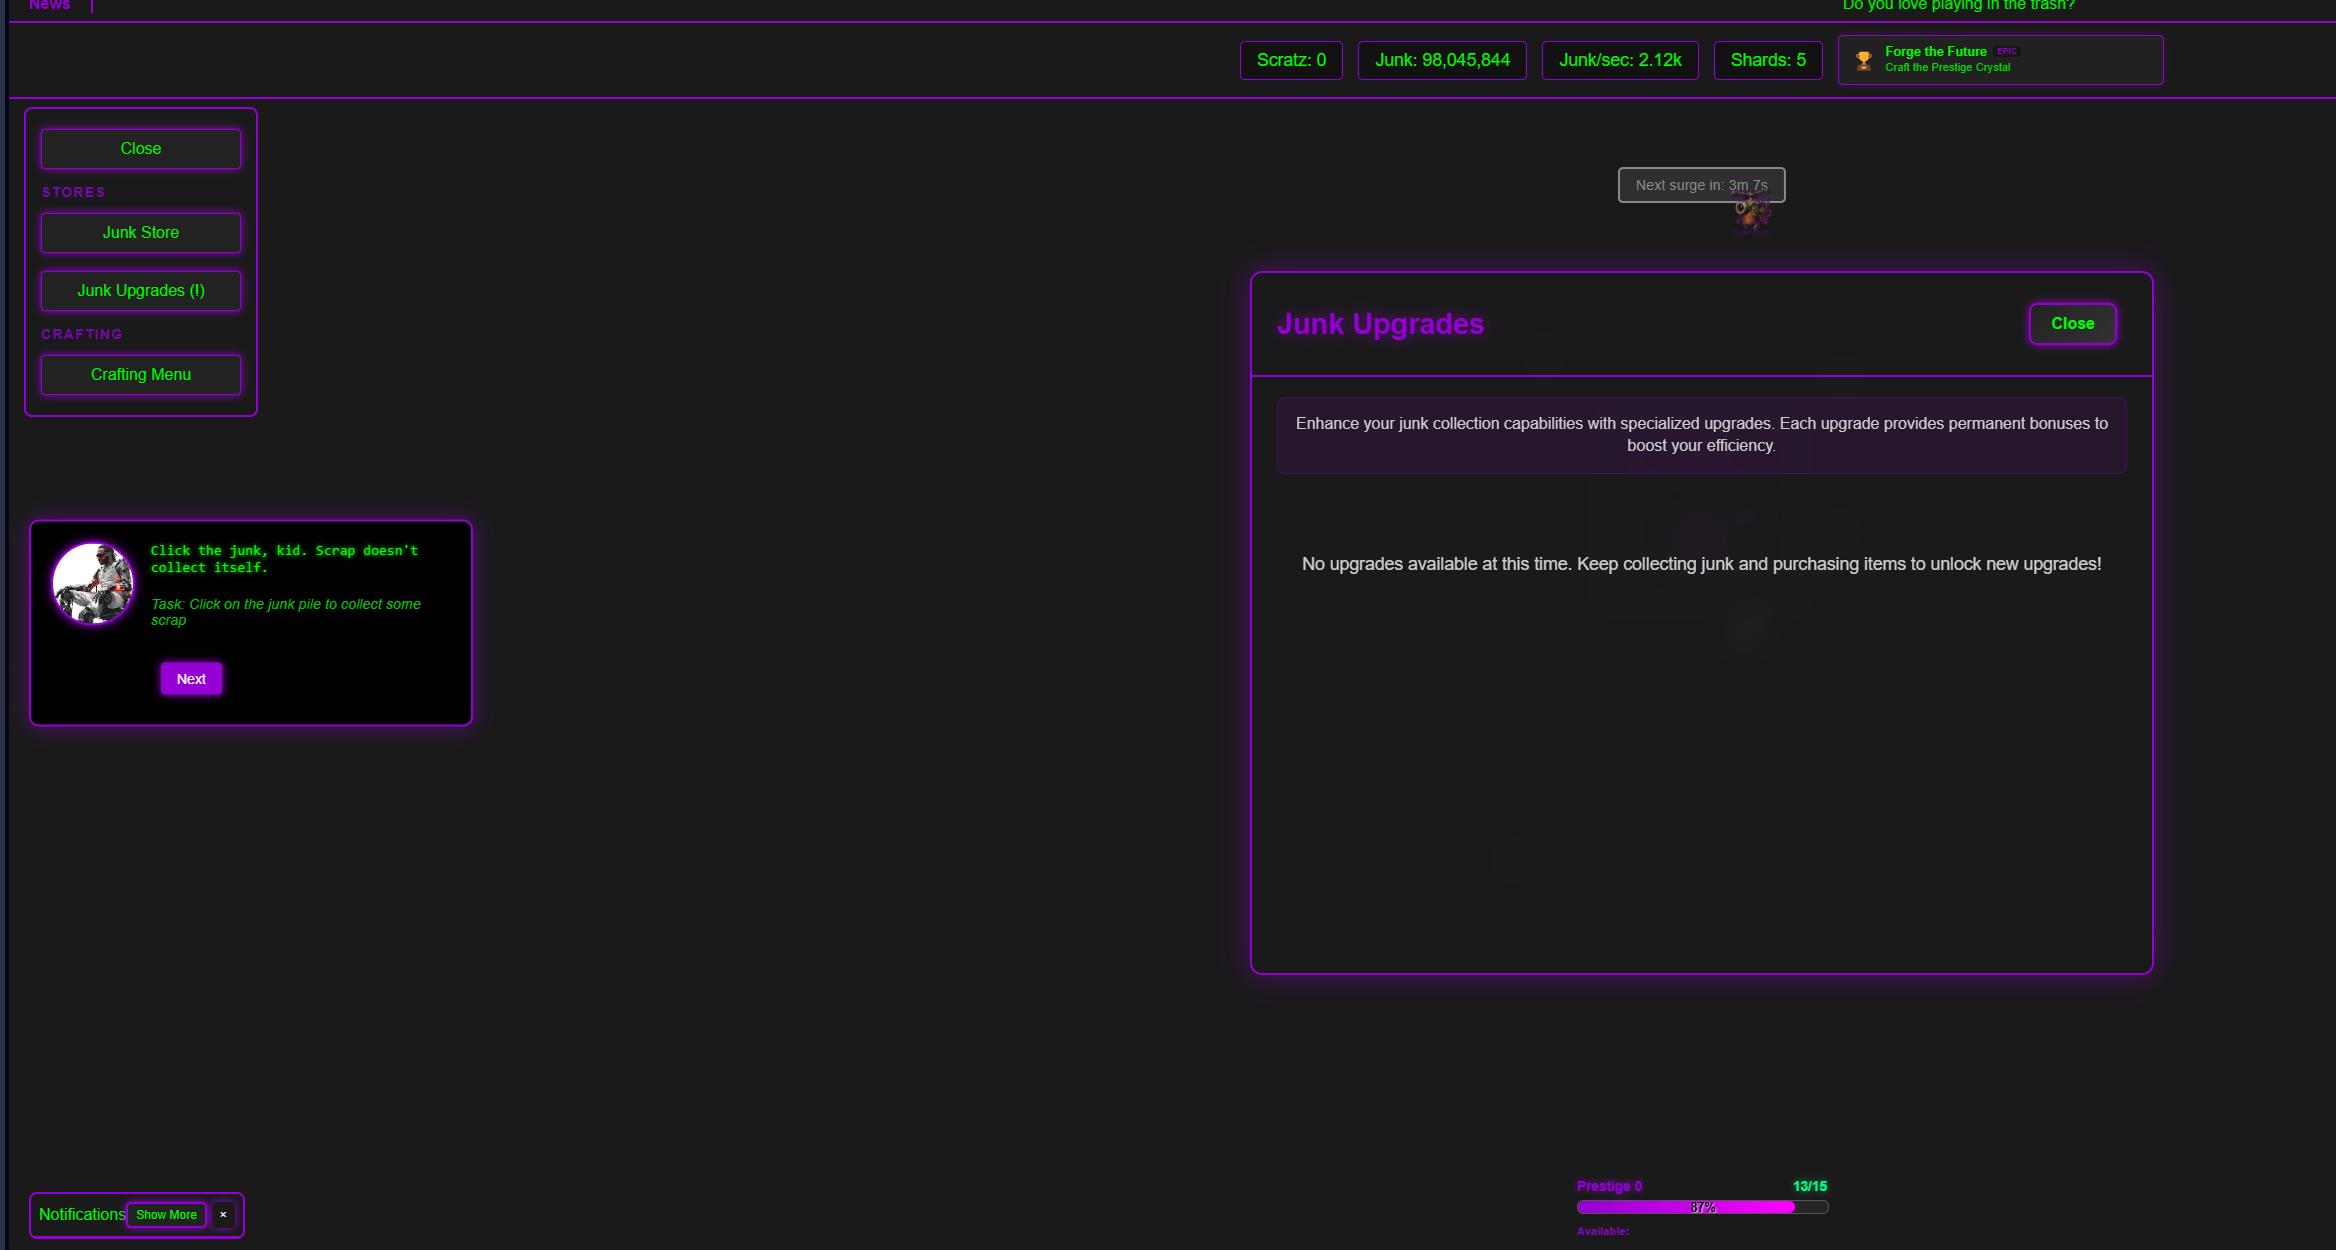 News
Do you love playing in the trash?
Scratz: 0
Junk: 98,045,844
Junk/sec: 2.12k
Shards: 5
Forge the Future EPIC
Craft the Prestige Crystal
Close
STORES
Junk Store
Junk Upgrades (!)
CRAFTING
Crafting Menu
Next surge in: 3m 7s
Junk Upgrades
Close
Enhance your junk collection capabilities with specialized upgrades. Each upgrade provides permanent bonuses to
boost your efficiency.
No upgrades available at this time. Keep collecting junk and purchasing items to unlock new upgrades!
Click the junk, kid. Scrap doesn't
collect itself.
Task: Click on the junk pile to collect some
scrap
Next
Notifications Show More ×
Prestige 0 13/15
87%
Available: